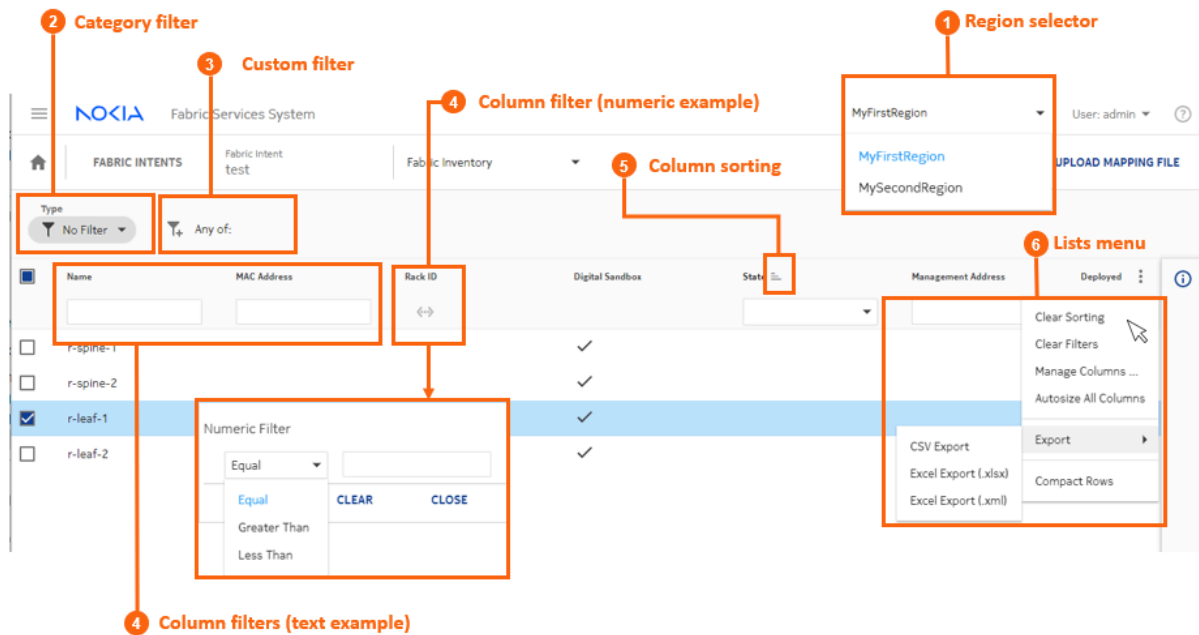 2 Category filter
1 Region selector
3 Custom filter
4 Column filter (numeric example)
NOKIA Fabric Services System
MyFirstRegion
User: admin
?
FABRIC INTENTS
Fabric Intent
test
Fabric Inventory
5 Column sorting
MyFirstRegion
MySecondRegion
UPLOAD MAPPING FILE
Type
No Filter
Any of:
6 Lists menu
Name MAC Address Rack ID Digital Sandbox State Management Address Deployed
Clear Sorting
Clear Filters
Manage Columns ...
Autosize All Columns
Export
Compact Rows
CSV Export
Excel Export (.xlsx)
Excel Export (.xml)
r-spine-1
r-spine-2
r-leaf-1
r-leaf-2
Numeric Filter
Equal
Equal
Greater Than
Less Than
CLEAR CLOSE
4 Column filters (text example)